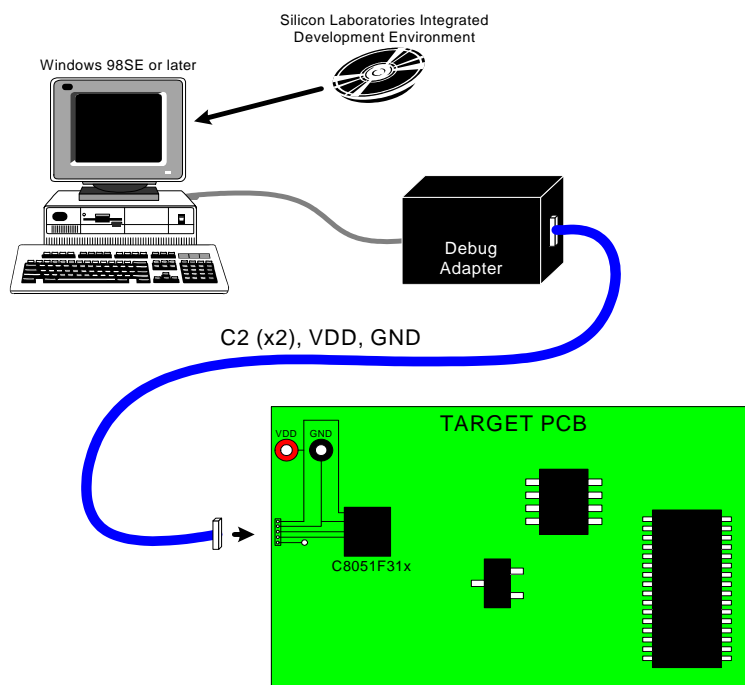 Silicon Laboratories Integrated
Development Environment
Windows 98SE or later
Debug
Adapter
C2 (x2), VDD, GND
TARGET PCB
VDD GND
C8051F31x